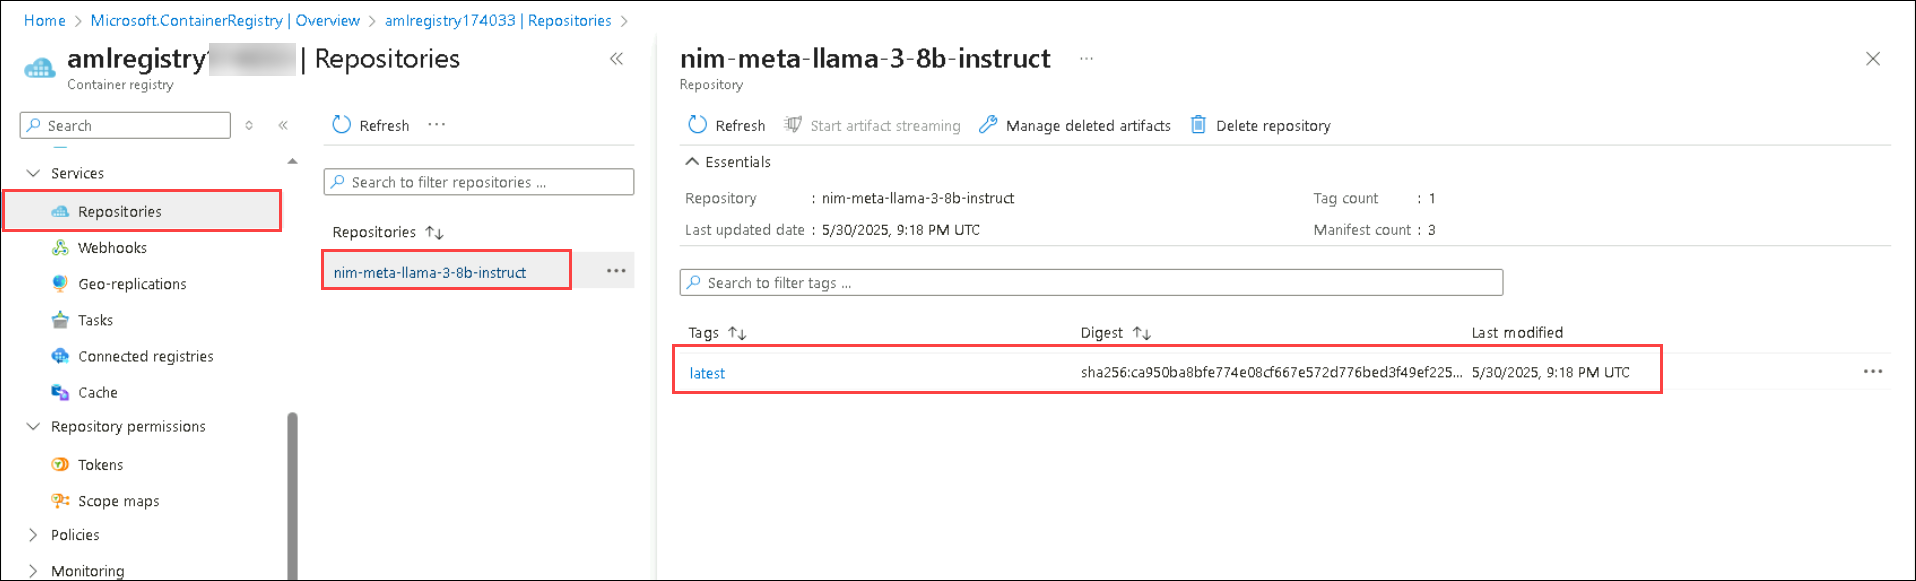 Home > Microsoft.ContainerRegistry | Overview > amlregistry174033 | Repositories >
amlregistry | Repositories
Container registry
Search
Services
Repositories
Webhooks
Geo-replications
Tasks
Connected registries
Cache
Repository permissions
Tokens
Scope maps
Policies
Monitoring
Refresh ...
Search to filter repositories ...
Repositories
nim-meta-llama-3-8b-instruct ...
nim-meta-llama-3-8b-instruct ...
Repository
Refresh Start artifact streaming Manage deleted artifacts Delete repository
Essentials
Repository : nim-meta-llama-3-8b-instruct Tag count : 1
Last updated date : 5/30/2025, 9:18 PM UTC Manifest count : 3
Search to filter tags ...
Tags Digest Last modified
latest sha256:ca950ba8bfe774e08cf667e572d776bed3f49ef225... 5/30/2025, 9:18 PM UTC ...